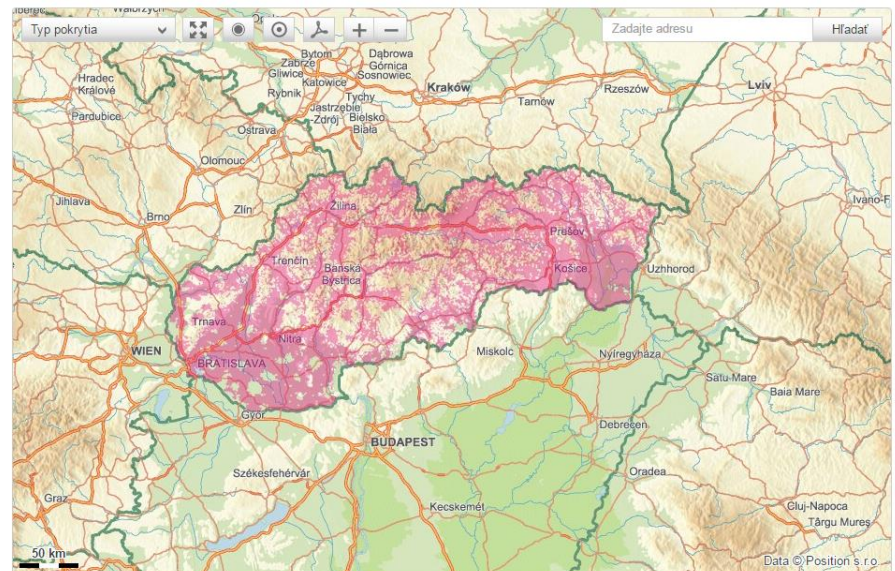 Typ pokrytia
Zadajte adresu
Hľadať
Bytom
Dąbrowa
Górnica
Zabrze
Gliwice
Sosnowiec
Katowice
Hradec
Králové
Rybnik
Tychy
Kraków
Rzeszów
Lviv
Pardubice
Jastrzębie
-Zdrój
Bielsko
Biała
Tarnow
Ostrava
Olomouc
Jihlava
Zlín
Žilina
Brno
Ivano-F
Prešov
Trenčín
Banská
Bystrica
Košice
Uzhhorod
Trnava
Nitra
WIEN
BRATISLAVA
Miskolc
Nyíregyháza
Satu Mare
Baia Mare
Győr
BUDAPEST
Debrecen
Székesfehérvár
Oradea
Graz
Kecskemét
Cluj-Napoca
Târgu Mureș
50 km
Data © Position s.r.o.